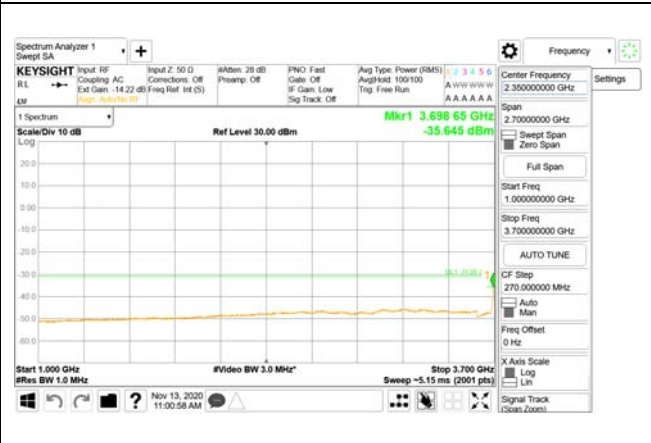 Spectrum Analyzer 1
Swept SA
Frequency
KEYSIGHT
Input: RF
Input Z: 50 Ω
#Atten: 28 dB
PNO: Fast
Avg Type: Power (RMS)
1 2 3 4 5 6
RL
Coupling: AC
Corrections: Off
Preamp: Off
Gate: Off
Avg|Hold: 100/100
A W W W W W
Ext Gain: -14.22 dB
Freq Ref: Int (S)
IF Gain: Low
Trig: Free Run
Align: Auto/No RF
Sig Track: Off
A A A A A A
1 Spectrum
Mkr1 3.698 65 GHz
Scale/Div 10 dB
Ref Level 30.00 dBm
-35.645 dBm
Log
20.0
10.0
0.00
-10.0
-20.0
-30.0
1
-40.0
-50.0
-60.0
Start 1.000 GHz
#Video BW 3.0 MHz*
Stop 3.700 GHz
#Res BW 1.0 MHz
Sweep ~5.15 ms (2001 pts)
Nov 13, 2020
11:00:58 AM
Center Frequency
2.350000000 GHz
Settings
Span
2.70000000 GHz
Swept Span
Zero Span
Full Span
Start Freq
1.000000000 GHz
Stop Freq
3.700000000 GHz
AUTO TUNE
CF Step
270.000000 MHz
Auto
Man
Freq Offset
0 Hz
X Axis Scale
Log
Lin
Signal Track
(Span Zoom)